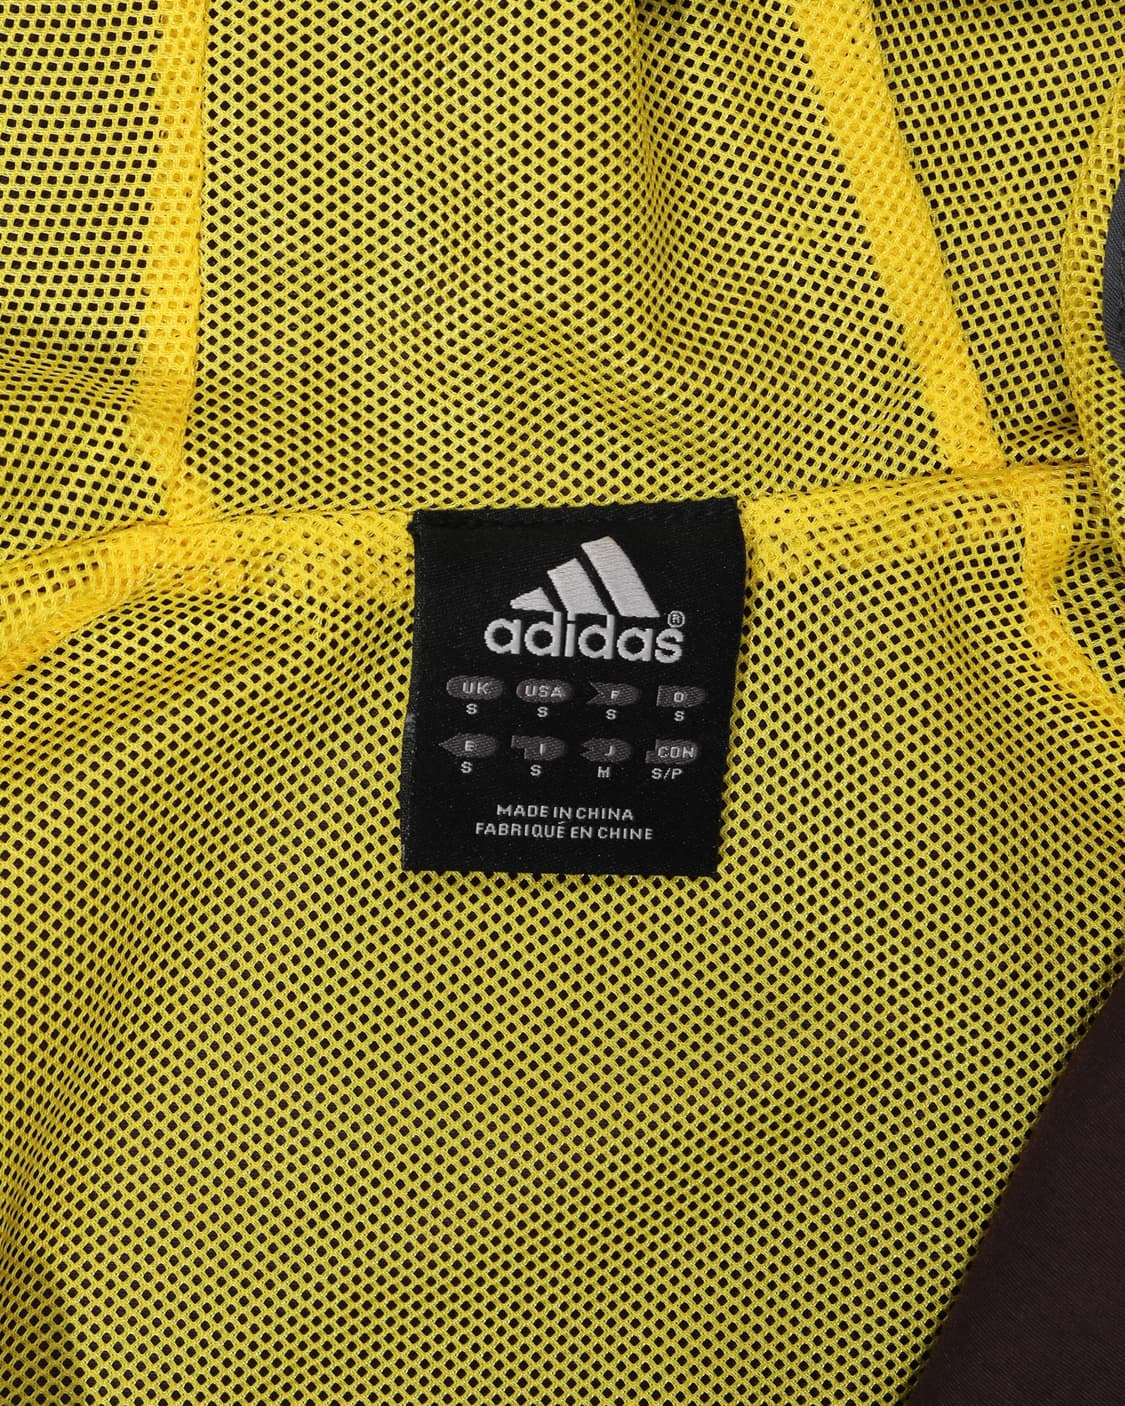 adidas®
UK USA F D
S S S S
E I J CDN
S S M S/P
MADE IN CHINA
FABRIQUÉ EN CHINE